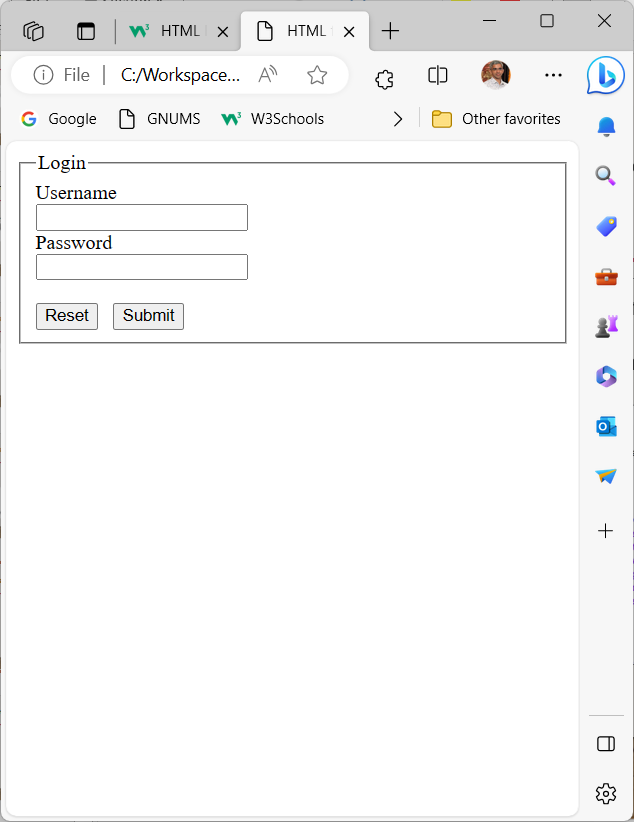 HTML
HTML
File
C:/Workspace...
Google
GNUMS
W3Schools
Other favorites
Login
Username
Password
Reset
Submit